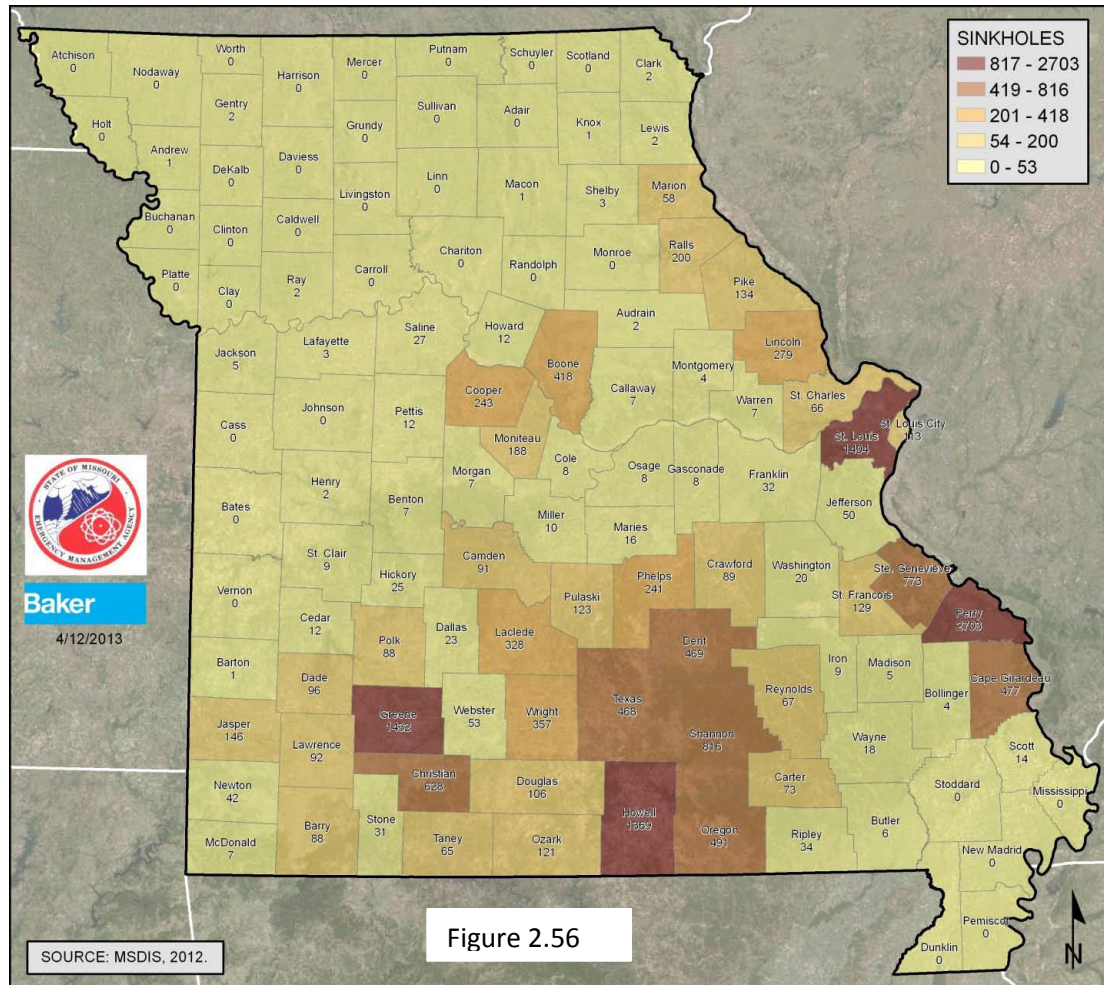 Atchison
0
Nodaway
0
Worth
0
Harrison
0
Mercer
0
Putnam
0
Schuyler
0
Scotland
0
Clark
2
SINKHOLES
817 - 2703
419 - 816
201 - 418
54 - 200
0 - 53
Holt
0
Gentry
2
Andrew
1
DeKalb
0
Daviess
0
Grundy
0
Sullivan
0
Adair
0
Knox
1
Lewis
2
Livingston
0
Linn
0
Macon
1
Shelby
3
Marion
58
Buchanan
0
Clinton
0
Caldwell
0
Platte
0
Clay
0
Ray
2
Carroll
0
Chariton
0
Randolph
0
Monroe
0
Ralls
200
Pike
134
Jackson
5
Lafayette
3
Saline
27
Howard
12
Boone
418
Audrain
2
Lincoln
279
Cass
0
Johnson
0
Pettis
12
Cooper
243
Moniteau
188
Callaway
7
Montgomery
4
Warren
7
St. Charles
66
St. Louis
1404
St. Louis City
113
STATE OF MISSOURI
EMERGENCY MANAGEMENT AGENCY
Baker
4/12/2013
Bates
0
Henry
2
Benton
7
Morgan
7
Cole
8
Osage
8
Gasconade
8
Franklin
32
Jefferson
50
Miller
10
Maries
16
Vernon
0
St. Clair
9
Hickory
25
Camden
91
Pulaski
123
Phelps
241
Crawford
89
Washington
20
St. Francois
129
Ste. Genevieve
773
Perry
2703
Cedar
12
Polk
88
Dallas
23
Laclede
328
Dent
469
Iron
9
Madison
5
Bollinger
4
Cape Girardeau
477
Barton
1
Dade
96
Greene
1432
Webster
53
Wright
357
Texas
468
Shannon
816
Reynolds
67
Jasper
146
Lawrence
92
Christian
628
Douglas
106
Wayne
18
Scott
14
Newton
42
Carter
73
Stoddard
0
Mississippi
0
McDonald
7
Barry
88
Stone
31
Taney
65
Ozark
121
Howell
1369
Oregon
491
Ripley
34
Butler
6
New Madrid
0
Pemiscot
0
Dunklin
0
Figure 2.56
SOURCE: MSDIS, 2012.
N